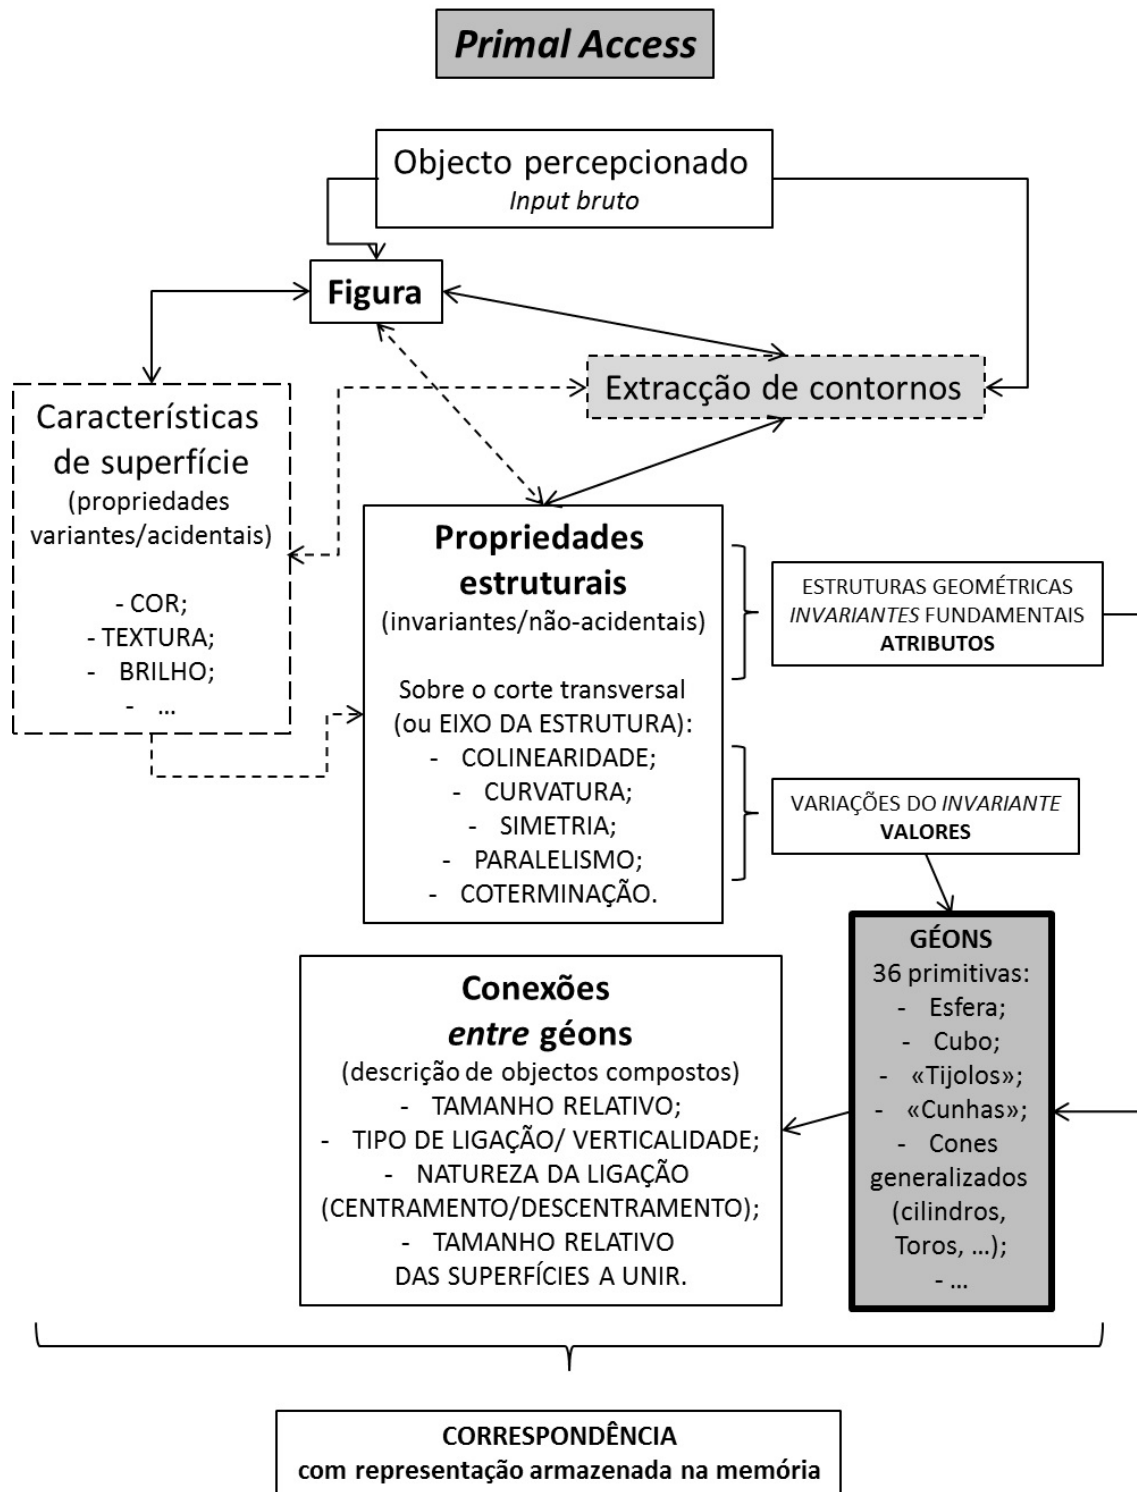 Primal Access
Objecto percepcionado
Input bruto
Figura
Extracção de contornos
Característícas
de superfície
(propriedades
variantes/acidentais)
- COR;
- TEXTURA;
- BRILHO;
- ...
Propriedades
estruturais
(invariantes/não-acidentais)
Sobre o corte transversal
(ou EIXO DA ESTRUTURA):
- COLINEARIDADE;
- CURVATURA;
- SIMETRIA;
- PARALELISMO;
- COTERMINAÇÃO.
ESTRUTURAS GEOMÉTRICAS
INVARIANTES FUNDAMENTAIS
ATRIBUTOS
VARIAÇÕES DO INVARIANTE
VALORES
GÉONS
36 primitivas:
- Esfera;
- Cubo;
- «Tijolos»;
- «Cunhas»;
- Cones
generalizados
(cilindros,
Toros, ...);
- ...
Conexões
entre géons
(descrição de objectos compostos)
- TAMANHO RELATIVO;
- TIPO DE LIGAÇÃO/ VERTICALIDADE;
- NATUREZA DA LIGAÇÃO
(CENTRAMENTO/DESCENTRAMENTO);
- TAMANHO RELATIVO
DAS SUPERFÍCIES A UNIR.
CORRESPONDÊNCIA
com representação armazenada na memória